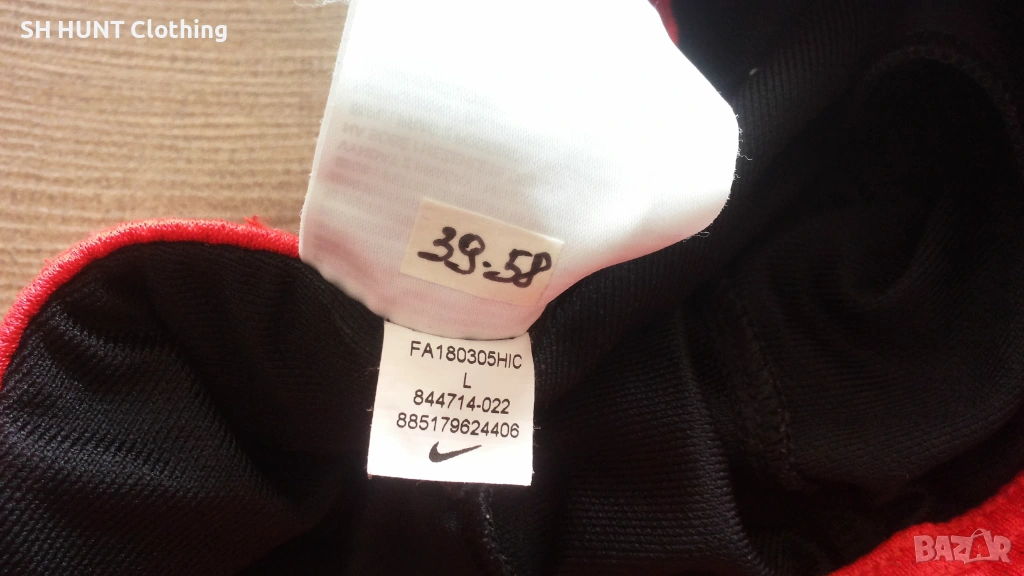 SH HUNT Clothing
39.58
FA180305HIC
L
844714-022
885179624406
BAZAR